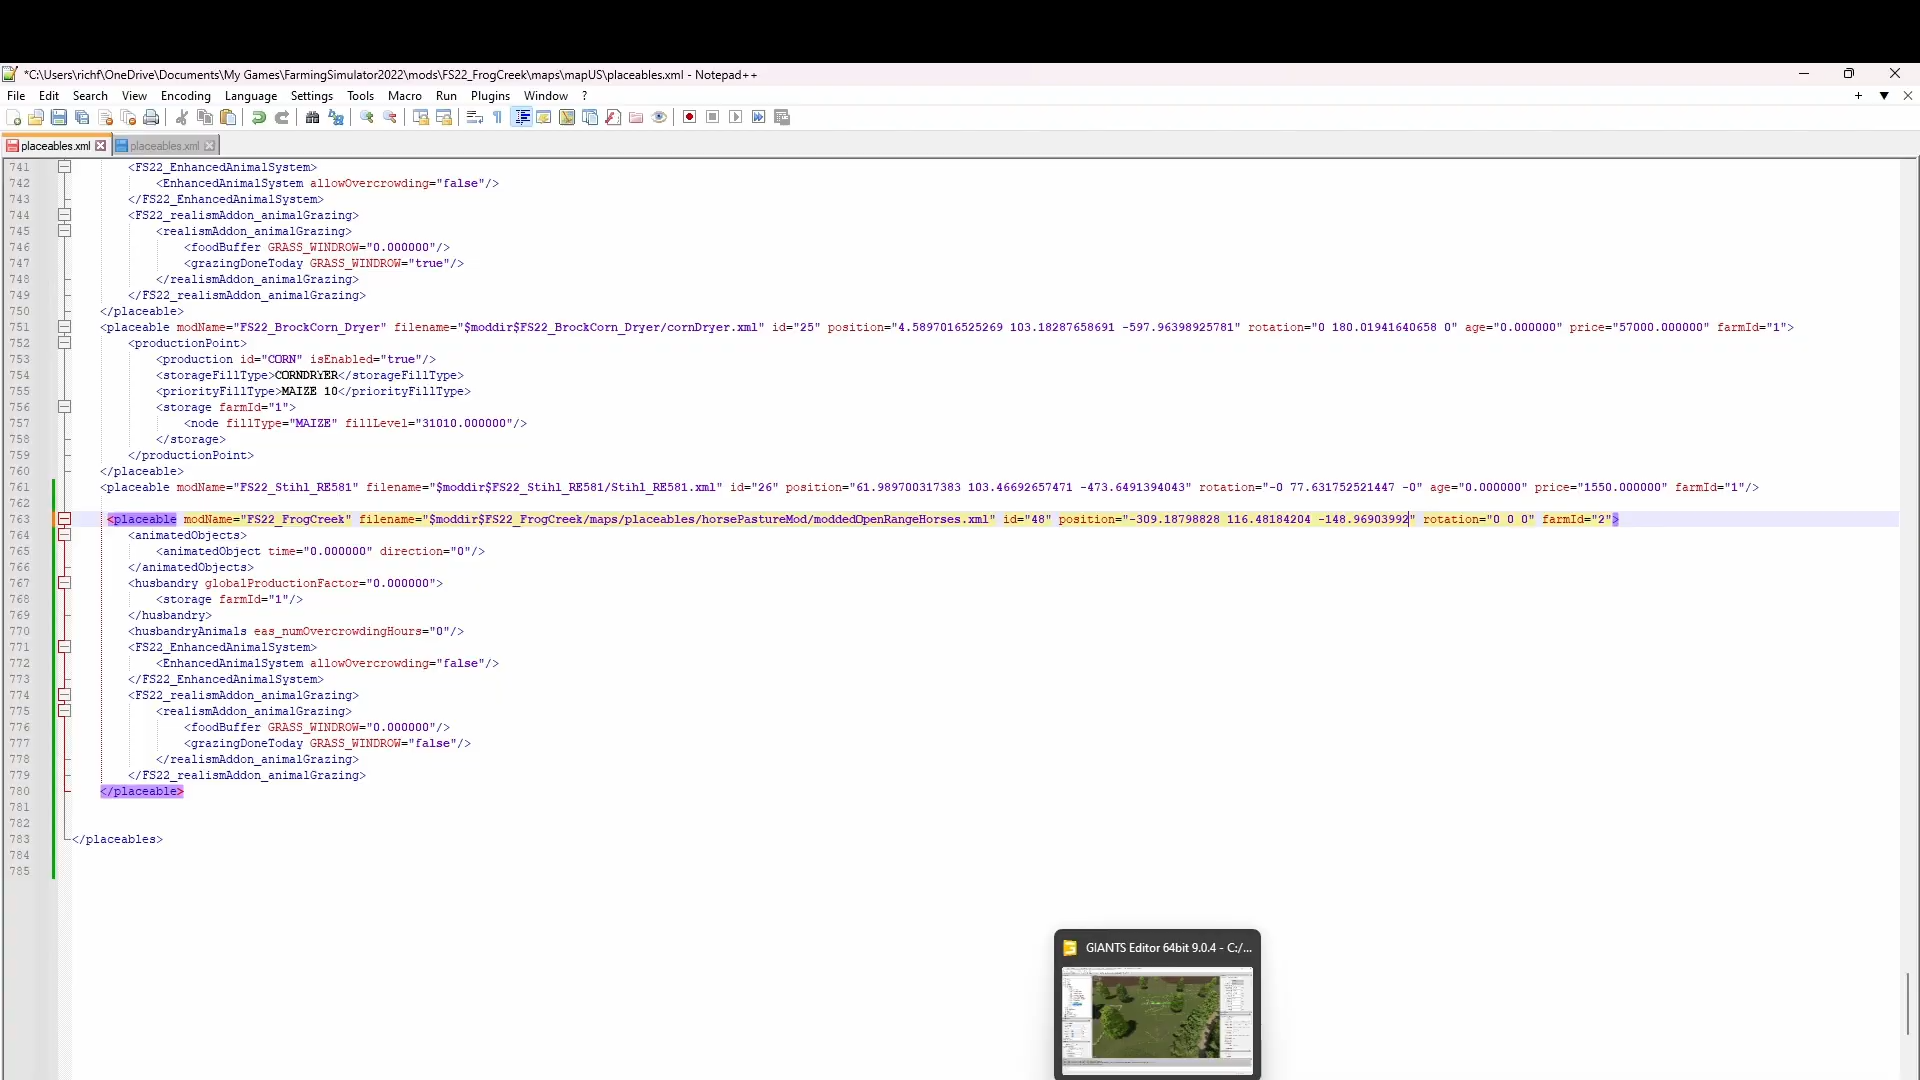 *C:\Users\richf\OneDrive\Documents\My Games\FarmingSimulator2022\mods\FS22_FrogCreek\maps\mapUS\placeables.xml - Notepad++
File Edit Search View Encoding Language Settings Tools Macro Run Plugins Window ?
placeables.xml placeables.xml
741 <FS22_EnhancedAnimalSystem>
742 <EnhancedAnimalSystem allowOvercrowding="false"/>
743 </FS22_EnhancedAnimalSystem>
744 <FS22_realismAddon_animalGrazing>
745 <realismAddon_animalGrazing>
746 <foodBuffer GRASS_WINDROW="0.000000"/>
747 <grazingDoneToday GRASS_WINDROW="true"/>
748 </realismAddon_animalGrazing>
749 </FS22_realismAddon_animalGrazing>
750 </placeable>
751 <placeable modName="FS22_BrockCorn_Dryer" filename="$moddir$FS22_BrockCorn_Dryer/cornDryer.xml" id="25" position="4.5897016525269 103.18287658691 -597.96398925781" rotation="0 180.01941640658 0" age="0.000000" price="57000.000000" farmId="1">
752 <productionPoint>
753 <production id="CORN" isEnabled="true"/>
754 <storageFillType>CORNDRYER</storageFillType>
755 <priorityFillType>MAIZE 10</priorityFillType>
756 <storage farmId="1">
757 <node fillType="MAIZE" fillLevel="31010.000000"/>
758 </storage>
759 </productionPoint>
760 </placeable>
761 <placeable modName="FS22_Stihl_RE581" filename="$moddir$FS22_Stihl_RE581/Stihl_RE581.xml" id="26" position="61.989700317383 103.46692657471 -473.6491394043" rotation="-0 77.631752521447 -0" age="0.000000" price="1550.000000" farmId="1"/>
762
763 <placeable modName="FS22_FrogCreek" filename="$moddir$FS22_FrogCreek/maps/placeables/horsePastureMod/moddedOpenRangeHorses.xml" id="48" position="-309.18798828 116.48184204 -148.96903992" rotation="0 0 0" farmId="2">
764 <animatedObjects>
765 <animatedObject time="0.000000" direction="0"/>
766 </animatedObjects>
767 <husbandry globalProductionFactor="0.000000">
768 <storage farmId="1"/>
769 </husbandry>
770 <husbandryAnimals eas_numOvercrowdingHours="0"/>
771 <FS22_EnhancedAnimalSystem>
772 <EnhancedAnimalSystem allowOvercrowding="false"/>
773 </FS22_EnhancedAnimalSystem>
774 <FS22_realismAddon_animalGrazing>
775 <realismAddon_animalGrazing>
776 <foodBuffer GRASS_WINDROW="0.000000"/>
777 <grazingDoneToday GRASS_WINDROW="false"/>
778 </realismAddon_animalGrazing>
779 </FS22_realismAddon_animalGrazing>
780 </placeable>
781
782
783 </placeables>
784
785
GIANTS Editor 64bit 9.0.4 - C:/...